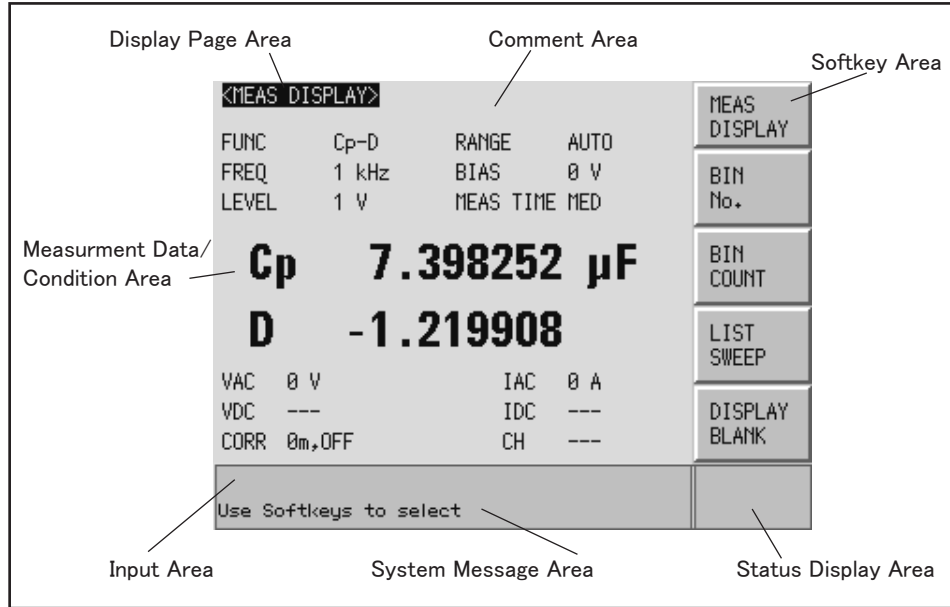 Display Page Area
Comment Area
Softkey Area
<MEAS DISPLAY>
FUNC Cp-D RANGE AUTO
FREQ 1 kHz BIAS 0 V
LEVEL 1 V MEAS TIME MED
Measurment Data/
Condition Area
Cp 7.398252 µF
D -1.219908
VAC 0 V IAC 0 A
VDC --- IDC ---
CORR 0m,OFF CH ---
MEAS
DISPLAY
BIN
No.
BIN
COUNT
LIST
SWEEP
DISPLAY
BLANK
Use Softkeys to select
Input Area
System Message Area
Status Display Area